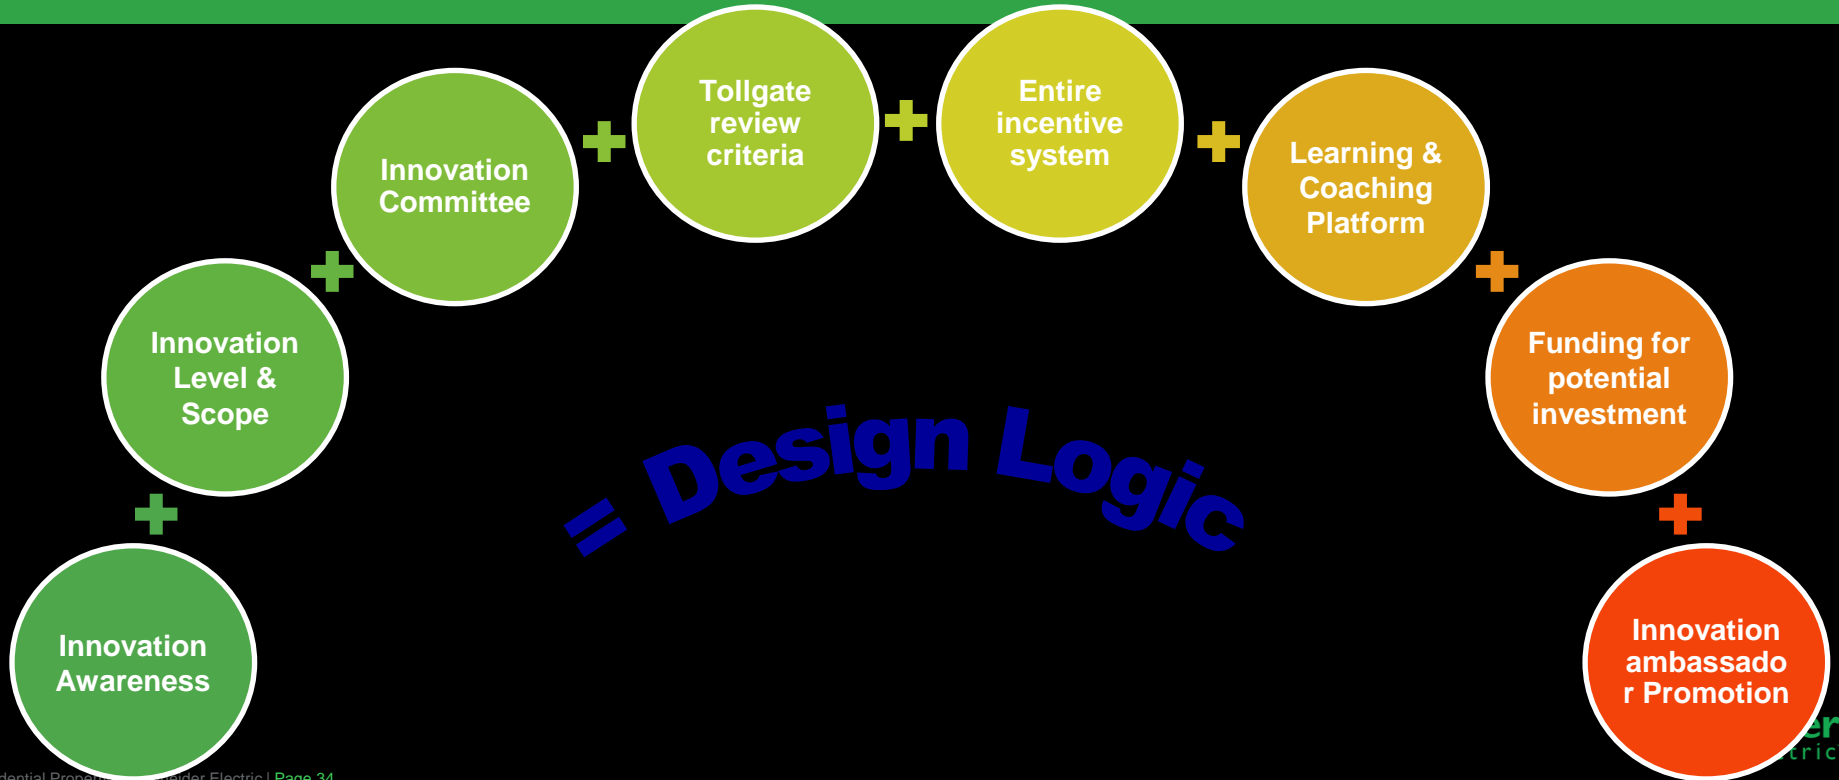 Innovation
Awareness
Innovation
Level &
Scope
Innovation
Committee
Tollgate
review
criteria
Entire
incentive
system
Learning &
Coaching
Platform
Funding for
potential
investment
Innovation
ambassado
r Promotion
= Design Logic
Electric | Page 34